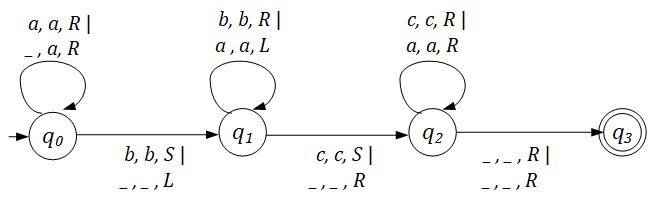 a, a, R | b, b, R | c, c, R |
_ , a, R a , a, L a, a, R
q0 q1 q2 q3
b, b, S | c, c, S | _ , _ , R |
_ , _ , L _ , _ , R _ , _ , R